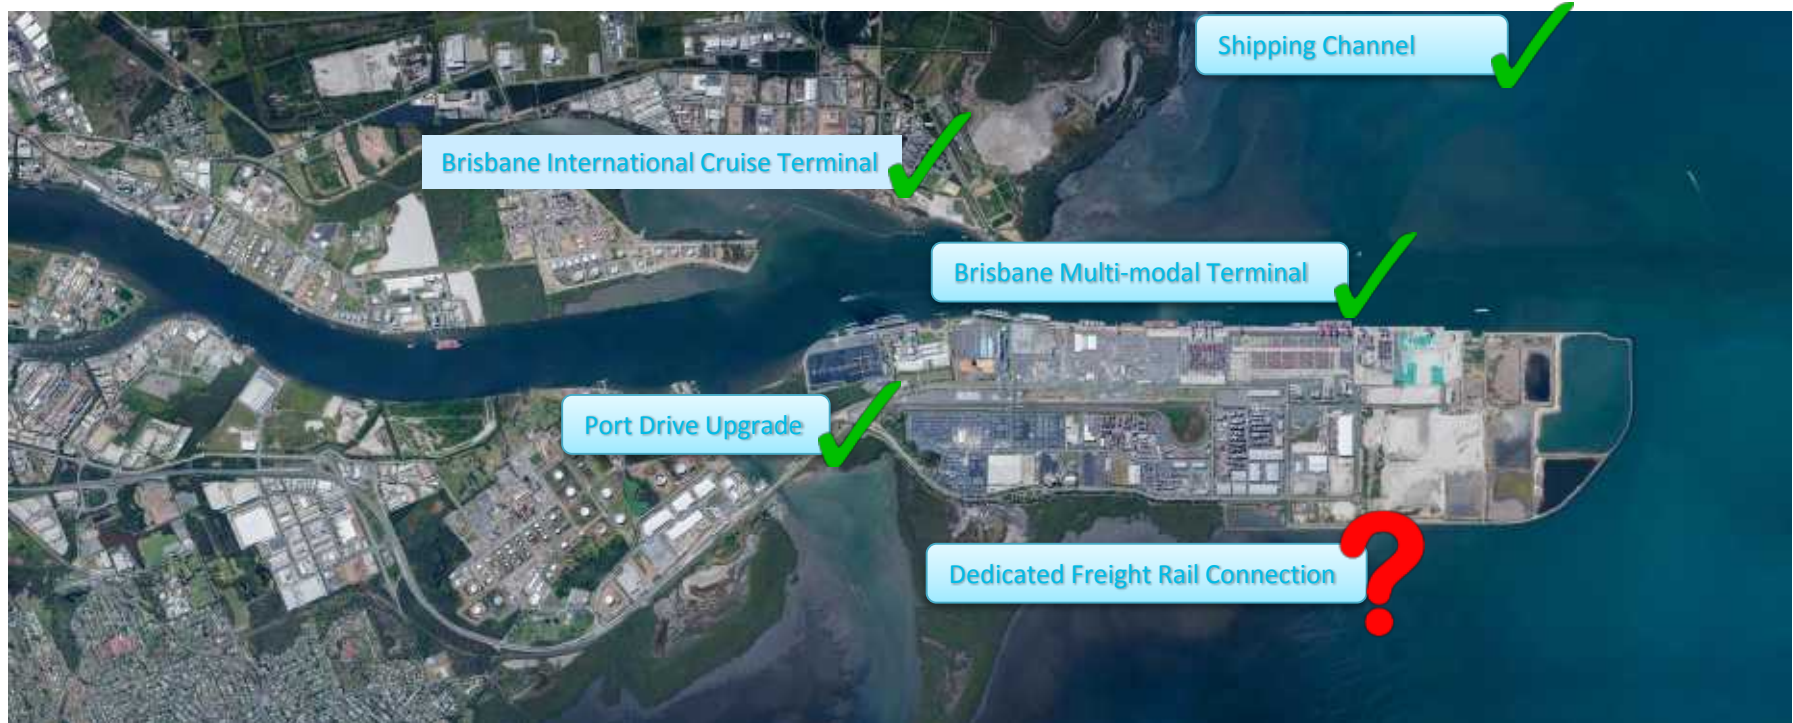 Shipping Channel
Brisbane International Cruise Terminal
Brisbane Multi-modal Terminal
Port Drive Upgrade
Dedicated Freight Rail Connection
?